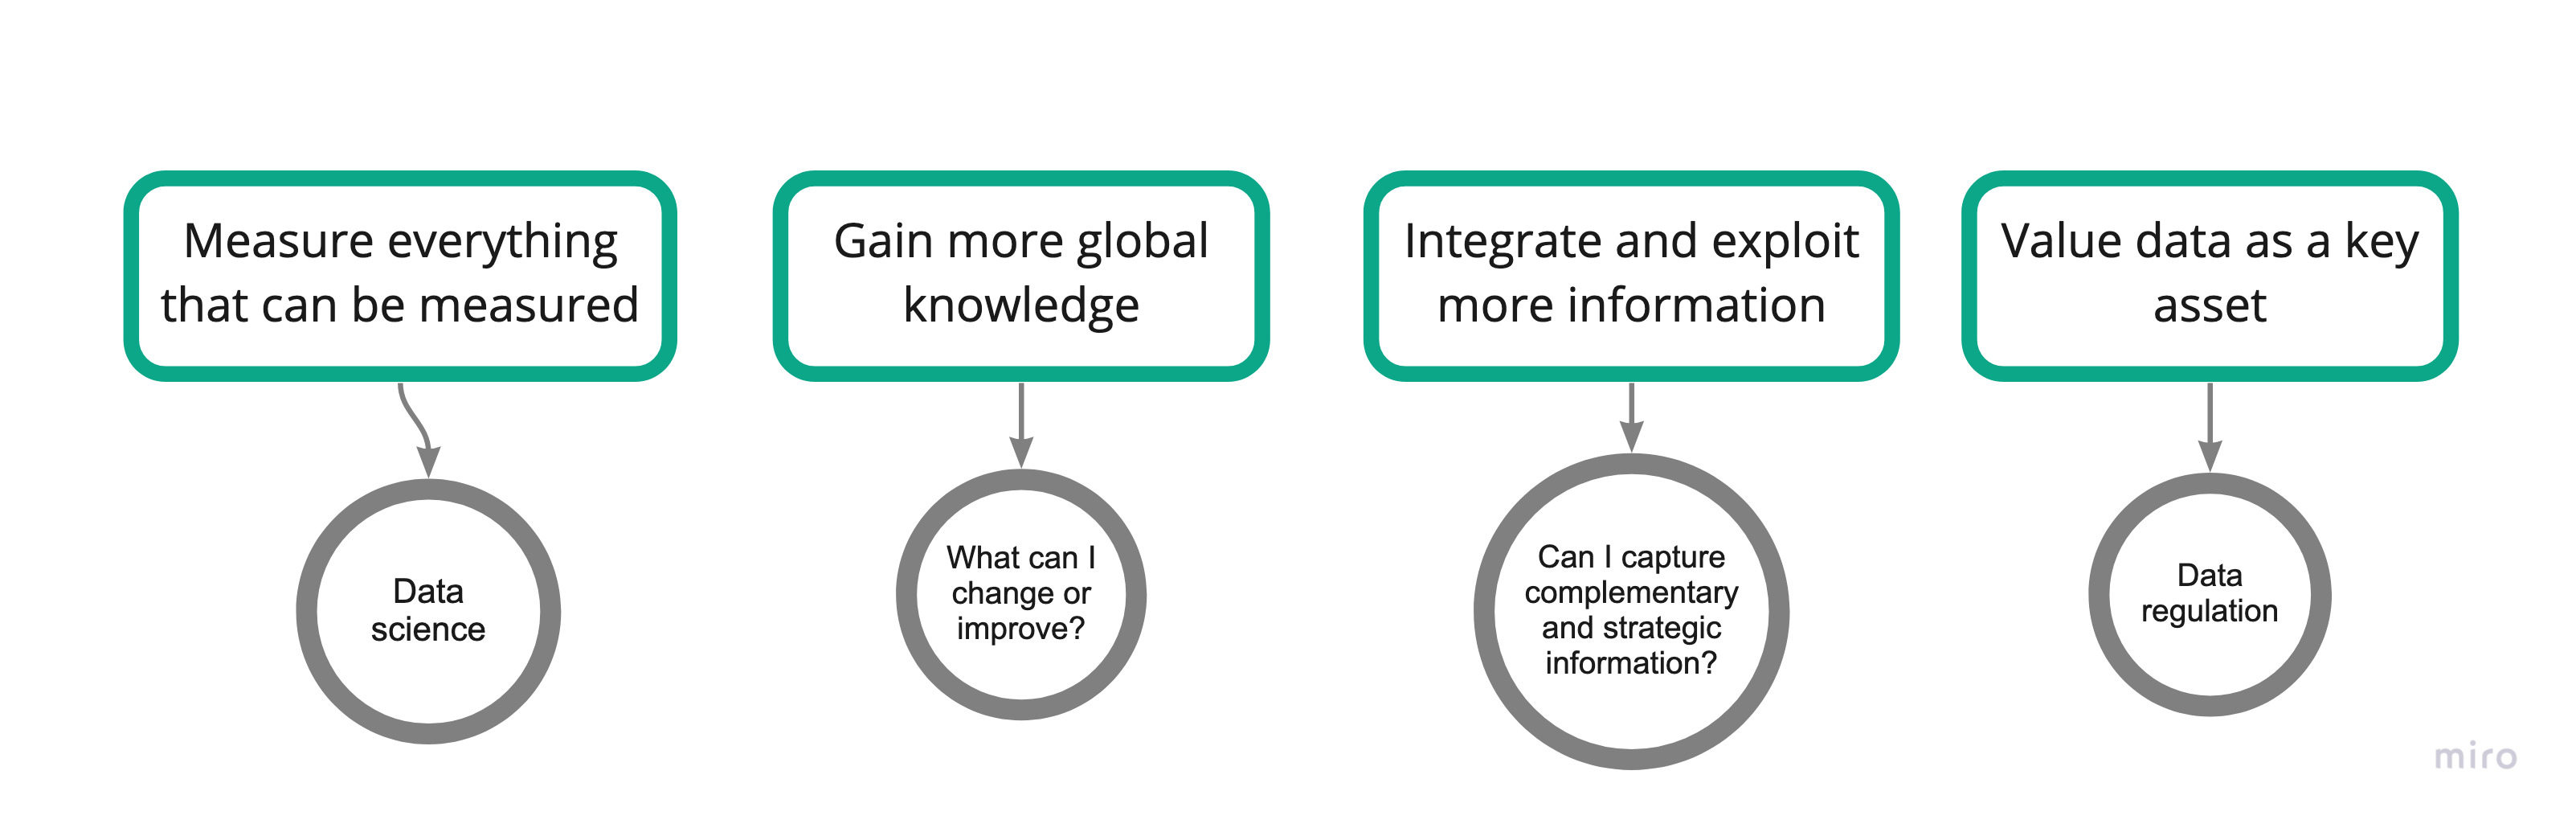 Measure everything
that can be measured
Gain more global
knowledge
Integrate and exploit
more information
Value data as a key
asset
Data
science
What can I
change or
improve?
Can I capture
complementary
and strategic
information?
Data
regulation
miro